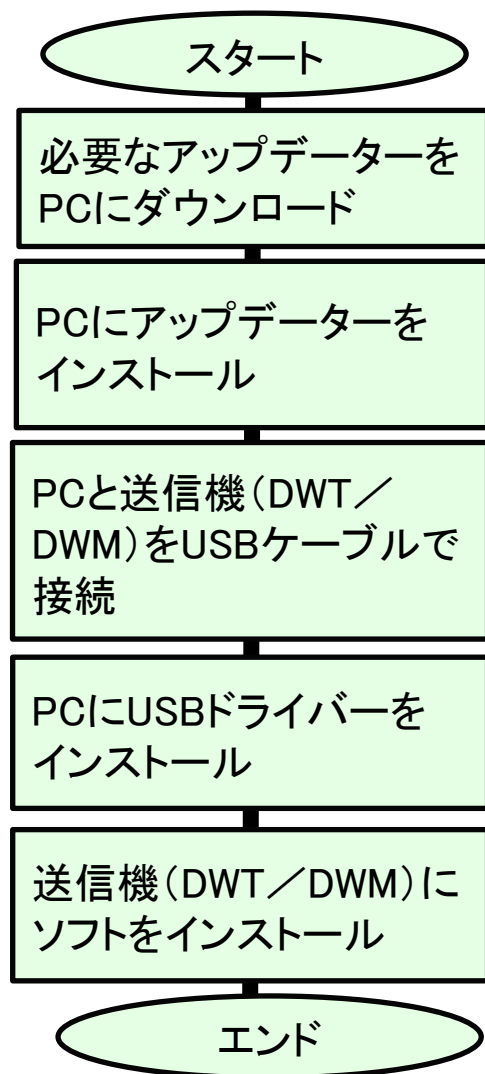 スタート
必要なアップデーターを
PCにダウンロード
PCにアップデーターを
インストール
PCと送信機(DWT／
DWM)をUSBケーブルで
接続
PCにUSBドライバーを
インストール
送信機(DWT／DWM)に
ソフトをインストール
エンド